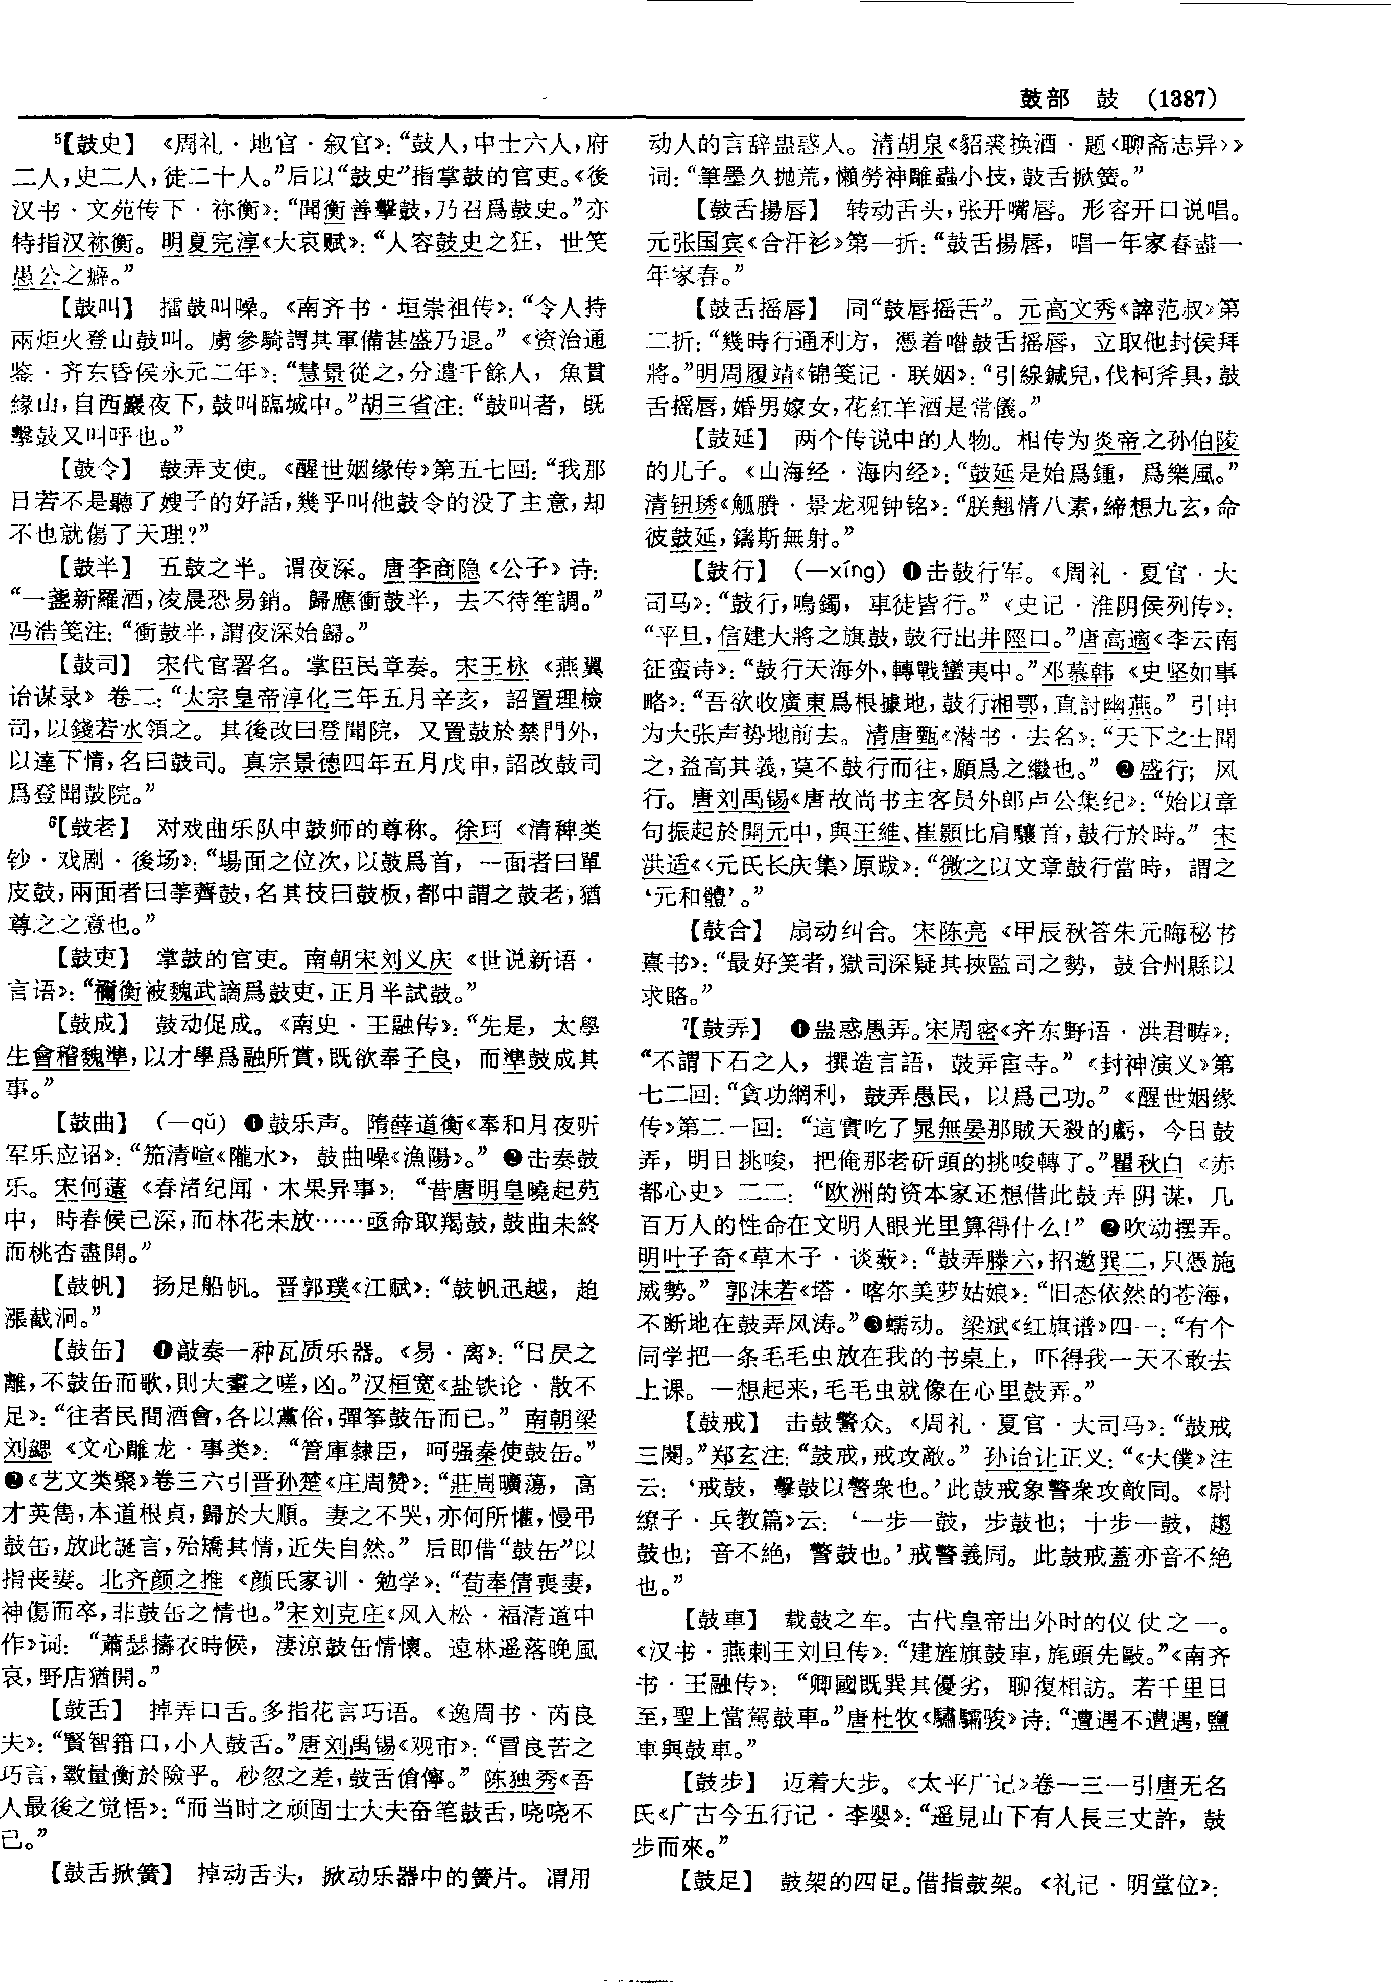 鼓部 鼓 (1387)
⁵【鼓史】 《周礼·地官·叙官》：“鼓人，中士六人，府
二人，史二人，徒二十人。”后以“鼓史”指掌鼓的官吏。《後
汉书·文苑传下·祢衡》：“聞衡善擊鼓，乃召爲鼓史。”亦
特指汉祢衡。明夏完淳《大哀赋》：“人容鼓史之狂，世笑
愚公之癖。”
【鼓叫】 擂鼓叫噪。《南齐书·垣崇祖传》：“令人持
兩炬火登山鼓叫。虜參騎謂其軍備甚盛乃退。”《资治通
鉴·齐东昏侯永元二年》：“慧景從之，分遣千餘人，魚貫
緣山，自西巖夜下，鼓叫臨城中。”胡三省注：“鼓叫者，既
擊鼓又叫呼也。”
【鼓令】 鼓弄支使。《醒世姻缘传》第五七回：“我那
日若不是聽了嫂子的好話，幾乎叫他鼓令的没了主意，却
不也就傷了天理？”
【鼓半】 五鼓之半。谓夜深。唐李商隐《公子》诗：
“一盞新羅酒，凌晨恐易銷。歸應衝鼓半，去不待笙調。”
冯浩笺注：“衝鼓半，謂夜深始歸。”
【鼓司】 宋代官署名。掌臣民章奏。宋王栐《燕翼
诒谋录》卷二：“太宗皇帝淳化三年五月辛亥，詔置理檢
司，以錢若水領之。其後改曰登聞院，又置鼓於禁門外，
以達下情，名曰鼓司。真宗景德四年五月戊申，詔改鼓司
爲登聞鼓院。”
⁶【鼓老】 对戏曲乐队中鼓师的尊称。徐珂《清稗类
钞·戏剧·後场》：“場面之位次，以鼓爲首，一面者曰單
皮鼓，兩面者曰荸薺鼓，名其技曰鼓板，都中謂之鼓老，猶
尊之之意也。”
【鼓吏】 掌鼓的官吏。南朝宋刘义庆《世说新语·
言语》：“禰衡被魏武謫爲鼓吏，正月半試鼓。”
【鼓成】 鼓动促成。《南史·王融传》：“先是，太學
生會稽魏準，以才學爲融所賞，既欲奉子良，而準鼓成其
事。”
【鼓曲】 （—qǔ） ❶鼓乐声。隋薛道衡《奉和月夜听
军乐应诏》：“笳清喧《隴水》，鼓曲噪《漁陽》。”❷击奏鼓
乐。宋何薳《春渚纪闻·木果异事》：“昔唐明皇曉起苑
中，時春候已深，而林花未放……亟命取羯鼓，鼓曲未終
而桃杏盡開。”
【鼓帆】 扬足船帆。晋郭璞《江赋》：“鼓帆迅越，趙
漲截洞。”
【鼓缶】 ❶敲奏一种瓦质乐器。《易·离》：“日昃之
離，不鼓缶而歌，則大耋之嗟，凶。”汉桓宽《盐铁论·散不
足》：“往者民間酒會，各以黨俗，彈筝鼓缶而已。”南朝梁
刘勰《文心雕龙·事类》：“管庫隸臣，呵强秦使鼓缶。”
❷《艺文类聚》卷三六引晋孙楚《庄周赞》：“莊周曠蕩，高
才英雋，本道根貞，歸於大順。妻之不哭，亦何所懽，慢弔
鼓缶，放此誕言，殆矯其情，近失自然。”后即借“鼓缶”以
指丧妻。北齐颜之推《颜氏家训·勉学》：“荀奉倩喪妻，
神傷而卒，非鼓缶之情也。”宋刘克庄《风入松·福清道中
作》词：“蕭瑟擣衣時候，淒凉鼓缶情懷。遠林遥落晚風
哀，野店猶開。”
【鼓舌】 掉弄口舌。多指花言巧语。《逸周书·芮良
夫》：“賢智箝口，小人鼓舌。”唐刘禹锡《观市》：“冒良苦之
巧言，斁量衡於險手。杪忽之差，鼓舌傖儜。”陈独秀《吾
人最後之觉悟》：“而当时之顽固士大夫奋笔鼓舌，哓哓不
已。”
【鼓舌掀簧】 掉动舌头，掀动乐器中的簧片。谓用
动人的言辞蛊惑人。清胡泉《貂裘换酒·题〈聊斋志异〉》
词：“筆墨久抛荒，懒勞神雕蟲小技，鼓舌掀簧。”
【鼓舌揚唇】 转动舌头，张开嘴唇。形容开口说唱。
元张国宾《合汗衫》第一折：“鼓舌揚唇，唱一年家春盡一
年家春。”
【鼓舌摇唇】 同“鼓唇摇舌”。元高文秀《谇范叔》第
二折：“幾時行通利方，憑着喒鼓舌摇唇，立取他封侯拜
將。”明周履靖《锦笺记·联姻》：“引線鍼兒，伐柯斧具，鼓
舌摇唇，婚男嫁女，花紅羊酒是常儀。”
【鼓延】 两个传说中的人物。相传为炎帝之孙伯陵
的儿子。《山海经·海内经》：“鼓延是始爲鍾，爲樂風。”
清钮琇《觚賸·景龙观钟铭》：“朕翹情八素，締想九玄，命
彼鼓延，鑄斯無射。”
【鼓行】 （—xíng） ❶击鼓行军。《周礼·夏官·大
司马》：“鼓行，鳴鐲，車徒皆行。”《史记·淮阴侯列传》：
“平旦，信建大將之旗鼓，鼓行出井陘口。”唐高適《李云南
征蛮诗》：“鼓行天海外，轉戰蠻夷中。”邓慕韩《史坚如事
略》：“吾欲收廣東爲根據地，鼓行湘鄂，直討幽燕。”引申
为大张声势地前去。清唐甄《潜书·去名》：“天下之士聞
之，益高其義，莫不鼓行而往，願爲之繼也。”❷盛行；风
行。唐刘禹锡《唐故尚书主客员外郎卢公集纪》：“始以章
句振起於開元中，與王維、崔顥比肩驤首，鼓行於時。”宋
洪适《〈元氏长庆集〉原跋》：“微之以文章鼓行當時，謂之
‘元和體’。”
【鼓合】 扇动纠合。宋陈亮《甲辰秋答朱元晦秘书
熹书》：“最好笑者，獄司深疑其挾監司之勢，鼓合州縣以
求賂。”
⁷【鼓弄】 ❶蛊惑愚弄。宋周密《齐东野语·洪君畴》：
“不謂下石之人，撰造言語，鼓弄宦寺。”《封神演义》第
七二回：“貪功網利，鼓弄愚民，以爲己功。”《醒世姻缘
传》第二一回：“這實吃了晁無晏那賊天殺的虧，今日鼓
弄，明日挑唆，把俺那老斫頭的挑唆轉了。”瞿秋白《赤
都心史》二二：“欧洲的资本家还想借此鼓弄阴谋，几
百万人的性命在文明人眼光里算得什么！”❷吹动摆弄。
明叶子奇《草木子·谈薮》：“鼓弄滕六，招邀巽二，只憑施
威勢。”郭沫若《塔·喀尔美萝姑娘》：“旧态依然的苍海，
不断地在鼓弄风涛。”❸蠕动。梁斌《红旗谱》四一：“有个
同学把一条毛毛虫放在我的书桌上，吓得我一天不敢去
上课。一想起来，毛毛虫就像在心里鼓弄。”
【鼓戒】 击鼓警众。《周礼·夏官·大司马》：“鼓戒
三闋。”郑玄注：“鼓戒，戒攻敵。”孙诒让正义：“《大僕》注
云：‘戒鼓，擊鼓以警衆也。’此鼓戒象警衆攻敵同。《尉
繚子·兵教篇》云：‘一步一鼓，步鼓也；十步一鼓，趨
鼓也；音不絶，警鼓也。’戒警義同。此鼓戒蓋亦音不絶
也。”
【鼓車】 载鼓之车。古代皇帝出外时的仪仗之一。
《汉书·燕剌王刘旦传》：“建旌旗鼓車，旄頭先敺。”《南齐
书·王融传》：“卿國既異其優劣，聊復相訪。若千里日
至，聖上當駕鼓車。”唐杜牧《驌驦骏》诗：“遭遇不遭遇，鹽
車與鼓車。”
【鼓步】 迈着大步。《太平广记》卷一三一引唐无名
氏《广古今五行记·李婴》：“遥見山下有人長三丈許，鼓
步而來。”
【鼓足】 鼓架的四足。借指鼓架。《礼记·明堂位》：